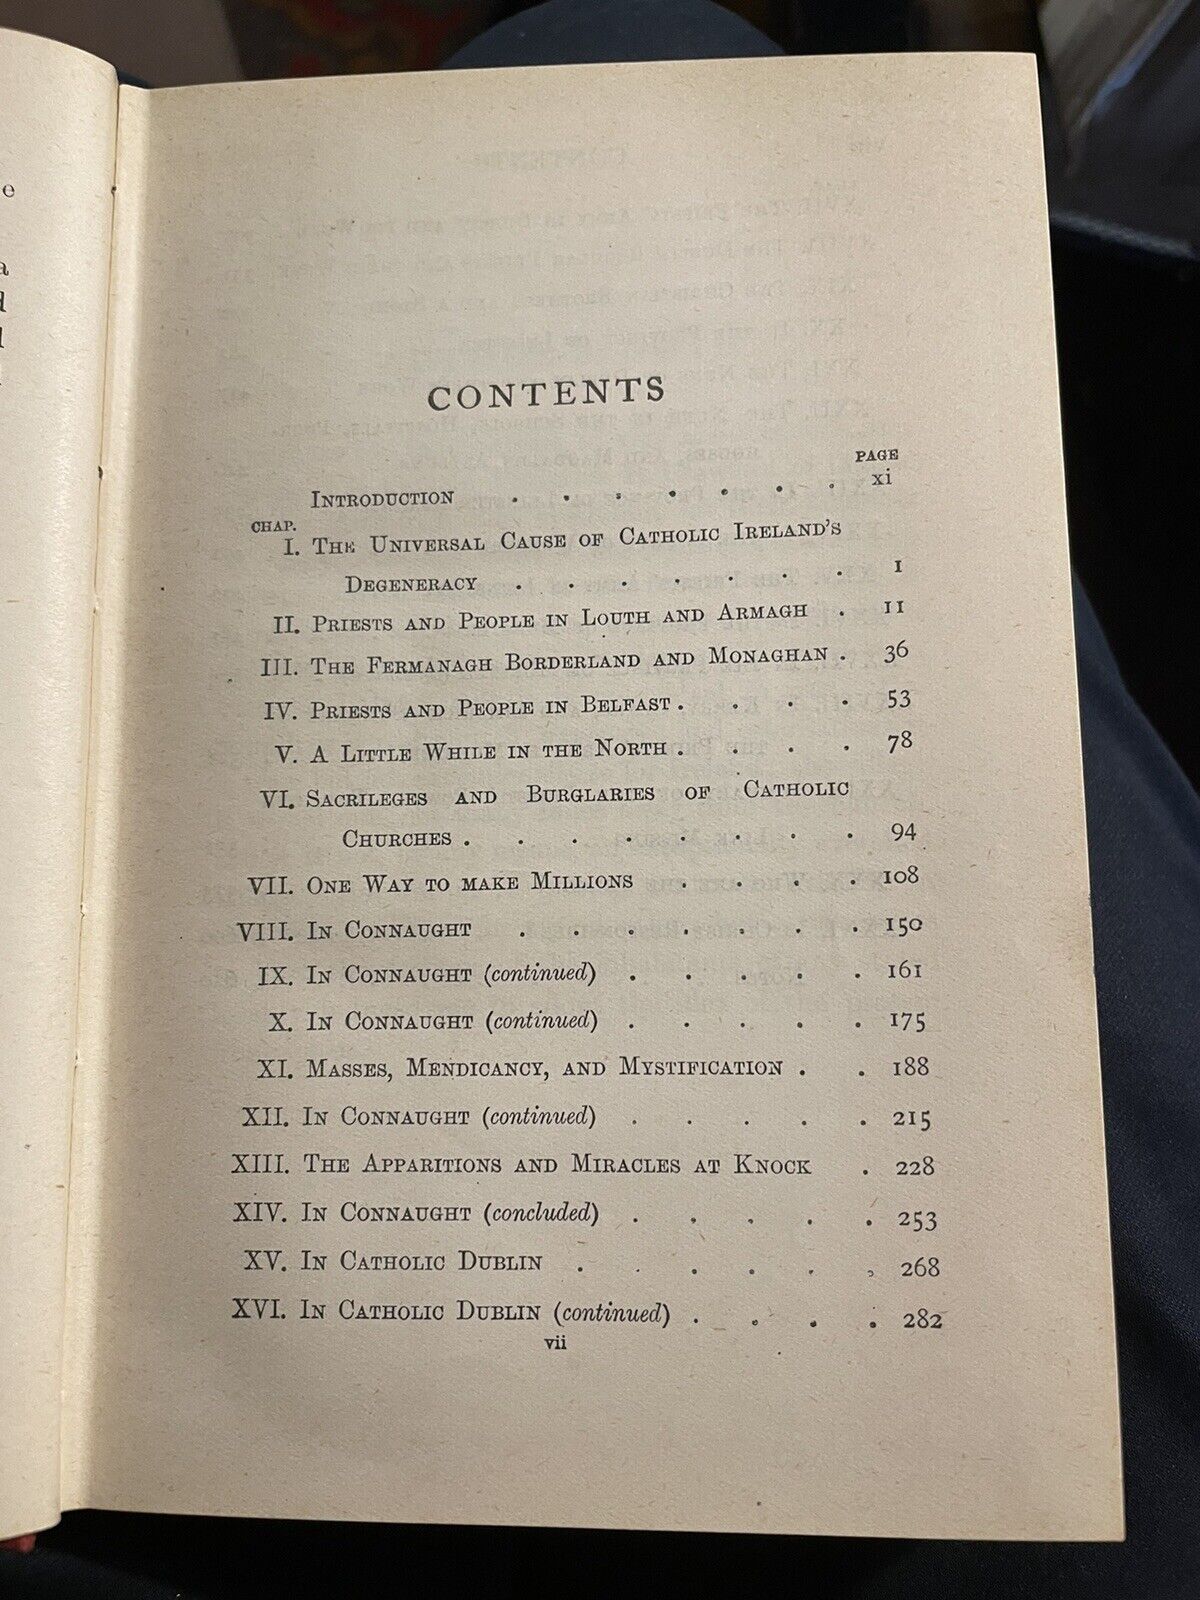 CONTENTS
PAGE
INTRODUCTION . . . . . . . xi
CHAP.
I. THE UNIVERSAL CAUSE OF CATHOLIC IRELAND'S
DEGENERACY . . . . . . . 1
II. PRIESTS AND PEOPLE IN LOUTH AND ARMAGH . 11
III. THE FERMANAGH BORDERLAND AND MONAGHAN . 36
IV. PRIESTS AND PEOPLE IN BELFAST . . . . 53
V. A LITTLE WHILE IN THE NORTH . . . . 78
VI. SACRILEGES AND BURGLARIES OF CATHOLIC
CHURCHES . . . . . . . . 94
VII. ONE WAY TO MAKE MILLIONS . . . . 108
VIII. IN CONNAUGHT . . . . . . . 150
IX. IN CONNAUGHT (continued) . . . . . 161
X. IN CONNAUGHT (continued) . . . . . 175
XI. MASSES, MENDICANCY, AND MYSTIFICATION . . 188
XII. IN CONNAUGHT (continued) . . . . . 215
XIII. THE APPARITIONS AND MIRACLES AT KNOCK . 228
XIV. IN CONNAUGHT (concluded) . . . . . 253
XV. IN CATHOLIC DUBLIN . . . . . . 268
XVI. IN CATHOLIC DUBLIN (continued) . . . . 282
vii